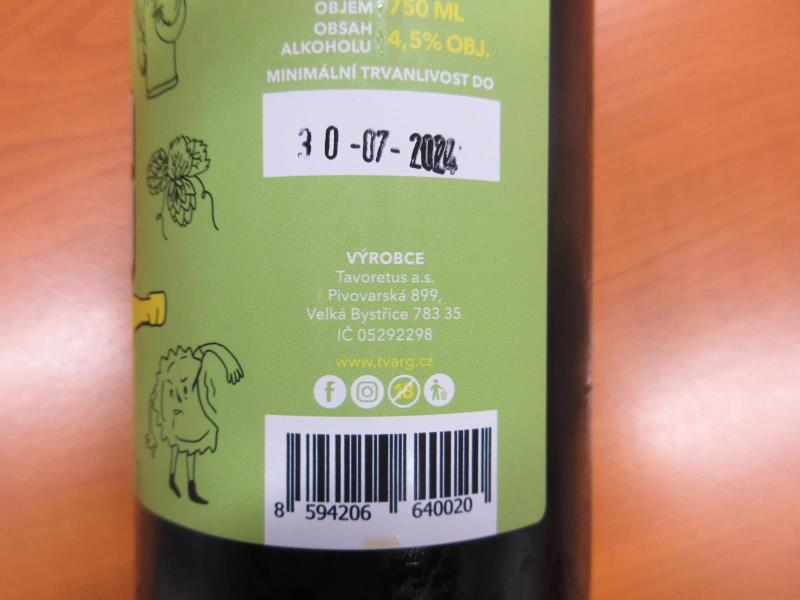 OBJEM 750 ML
OBSAH
ALKOHOLU 4,5% OBJ.
MINIMÁLNÍ TRVANLIVOST DO
30-07-2024
VÝROBCE
Tavoretus a.s.
Pivovarská 899,
Velká Bystřice 783 35
IČ 05292298
www.tvarg.cz
f 18
8 594206 640020